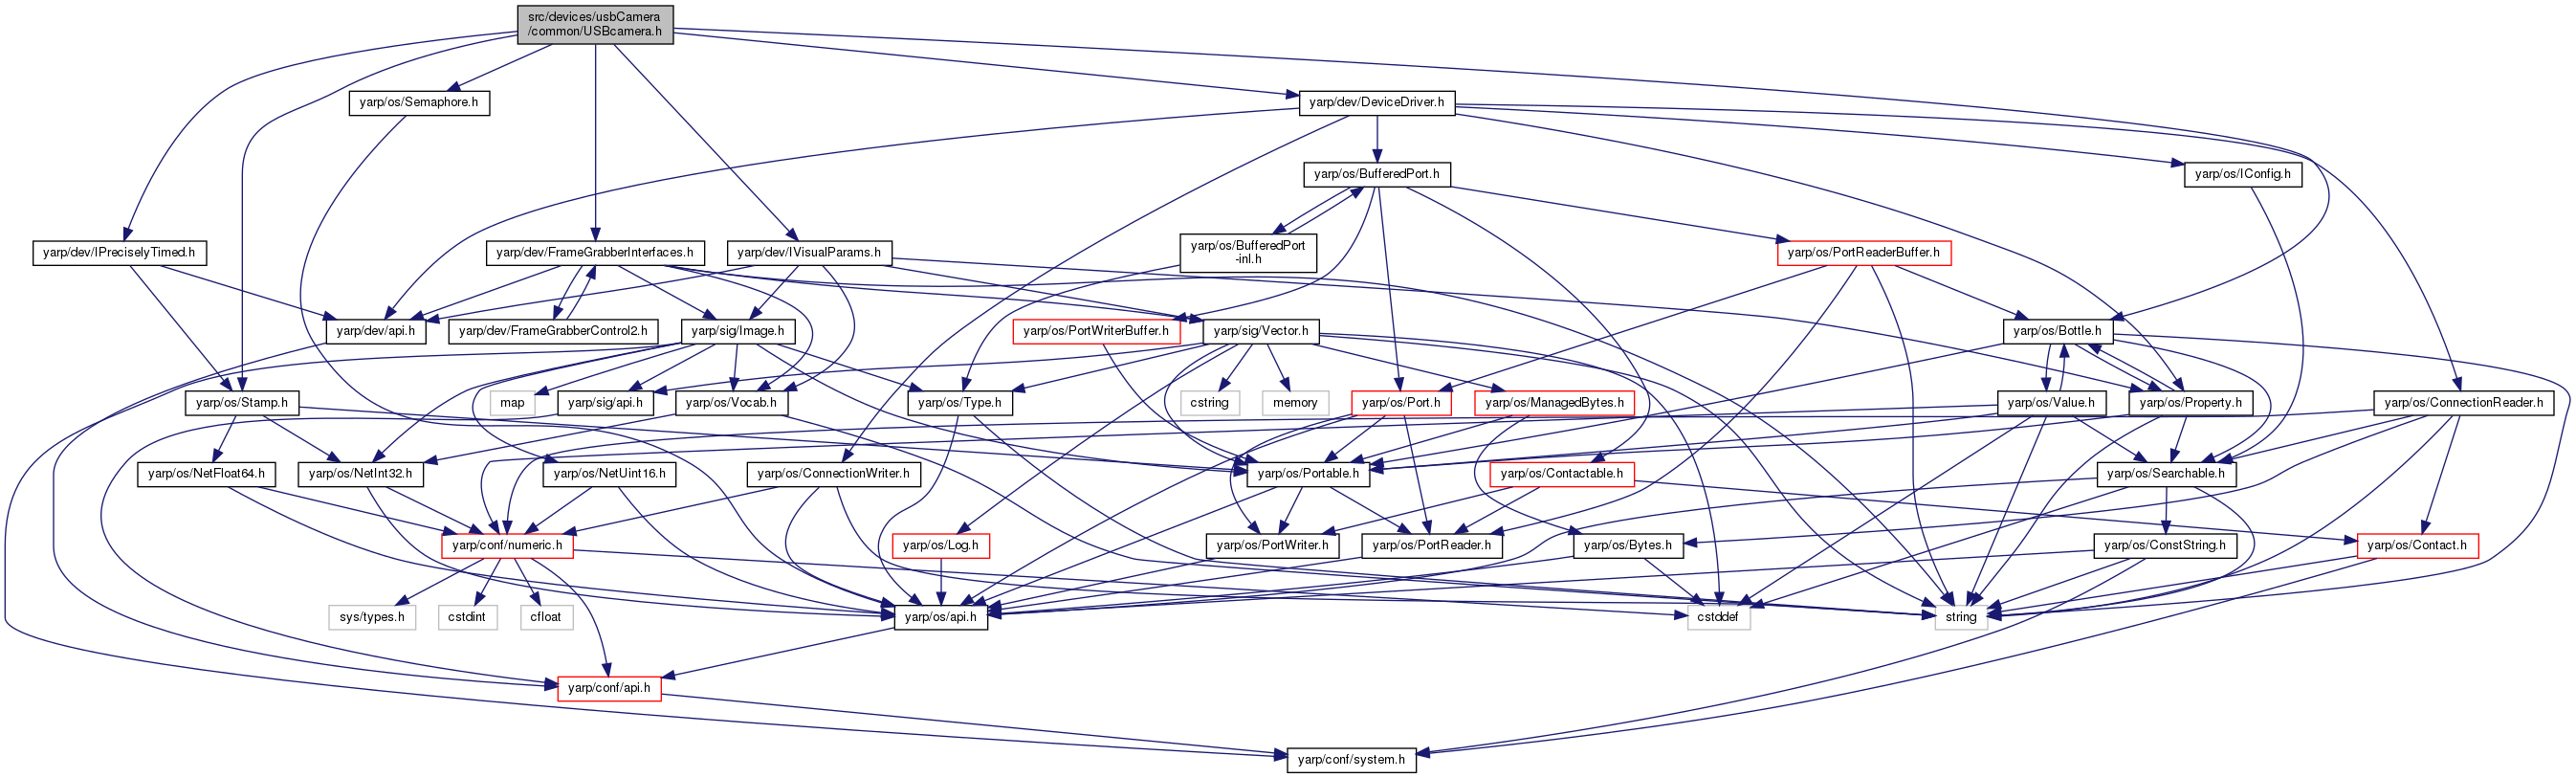 src/devices/usbCamera
/common/USBcamera.h
yarp/os/Semaphore.h
yarp/dev/DeviceDriver.h
yarp/os/BufferedPort.h
yarp/os/IConfig.h
yarp/dev/IPreciselyTimed.h
yarp/dev/FrameGrabberInterfaces.h
yarp/dev/IVisualParams.h
yarp/os/BufferedPort
-inl.h
yarp/os/PortReaderBuffer.h
yarp/dev/api.h
yarp/dev/FrameGrabberControl2.h
yarp/sig/Image.h
yarp/os/PortWriterBuffer.h
yarp/sig/Vector.h
yarp/os/Bottle.h
yarp/os/Stamp.h
map
yarp/sig/api.h
yarp/os/Vocab.h
yarp/os/Type.h
cstring
memory
yarp/os/Port.h
yarp/os/ManagedBytes.h
yarp/os/Value.h
yarp/os/Property.h
yarp/os/ConnectionReader.h
yarp/os/NetFloat64.h
yarp/os/NetInt32.h
yarp/os/NetUint16.h
yarp/os/ConnectionWriter.h
yarp/os/Portable.h
yarp/os/Contactable.h
yarp/os/Searchable.h
yarp/conf/numeric.h
yarp/os/Log.h
yarp/os/PortWriter.h
yarp/os/PortReader.h
yarp/os/Bytes.h
yarp/os/ConstString.h
yarp/os/Contact.h
sys/types.h
cstdint
cfloat
yarp/os/api.h
cstddef
string
yarp/conf/api.h
yarp/conf/system.h